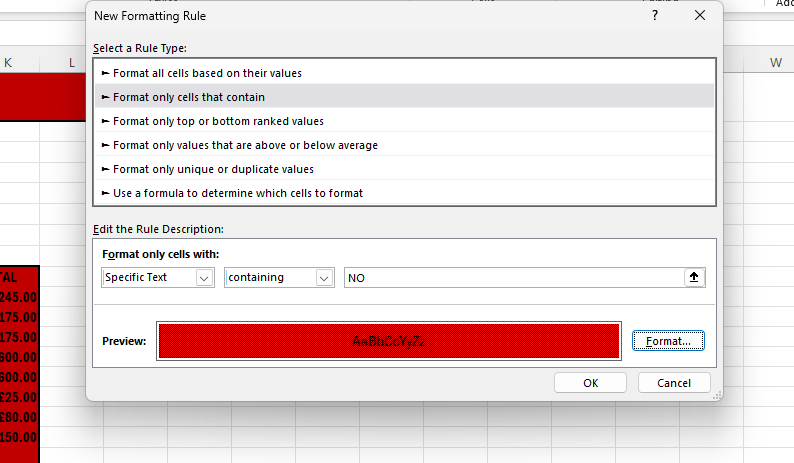 New Formatting Rule ?
Select a Rule Type:
► Format all cells based on their values
► Format only cells that contain
► Format only top or bottom ranked values
► Format only values that are above or below average
► Format only unique or duplicate values
► Use a formula to determine which cells to format
Edit the Rule Description:
Format only cells with:
Specific Text containing NO
Preview: AaBbCcYyZz Format...
OK Cancel
K L W
TAL
245.00
175.00
175.00
600.00
600.00
£25.00
£80.00
150.00